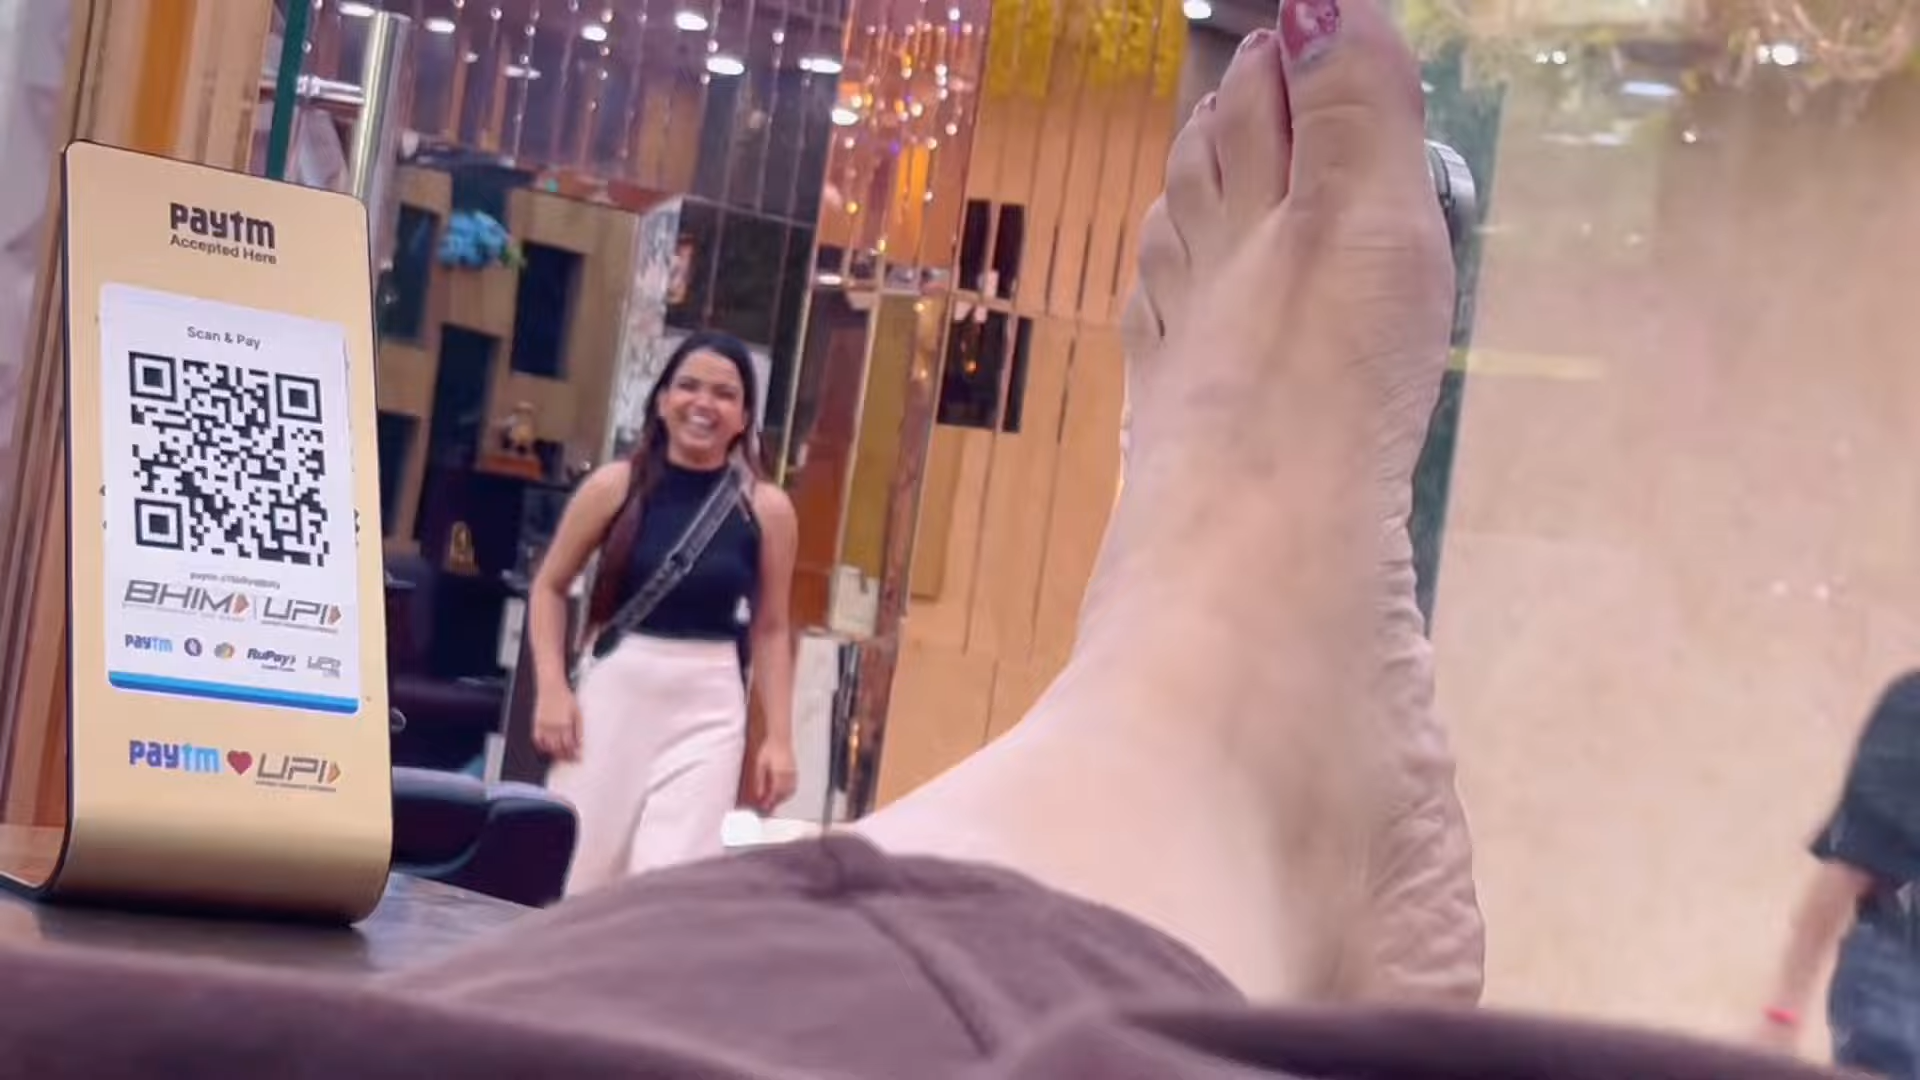 paytm
Accepted Here
Scan & Pay
BHIM UPI
paytm RuPay UPI
paytm UPI